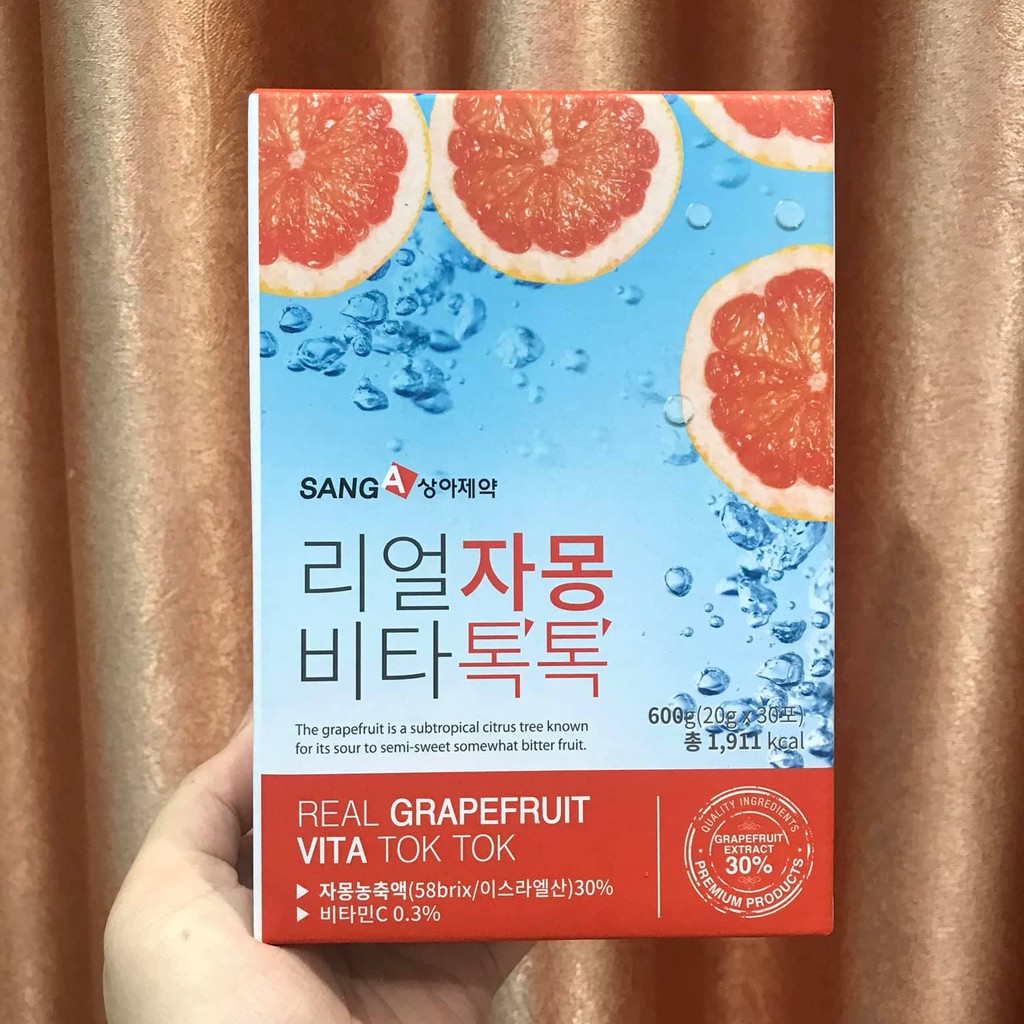 SANG A 상아제약
리얼자몽
비타톡톡
The grapefruit is a subtropical citrus tree known
for its sour to semi-sweet somewhat bitter fruit.
600g(20g x 30포)
총 1,911 kcal
REAL GRAPEFRUIT
VITA TOK TOK
▶ 자몽농축액(58brix/이스라엘산)30%
▶ 비타민C 0.3%
QUALITY INGREDIENTS
GRAPEFRUIT
EXTRACT
30%
PREMIUM PRODUCTS